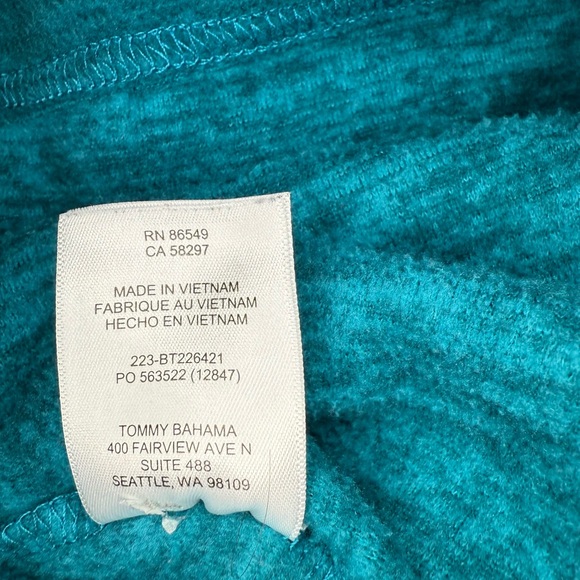 RN 86549
CA 58297
MADE IN VIETNAM
FABRIQUE AU VIETNAM
HECHO EN VIETNAM
223-BT226421
PO 563522 (12847)
TOMMY BAHAMA
400 FAIRVIEW AVE N
SUITE 488
SEATTLE, WA 98109